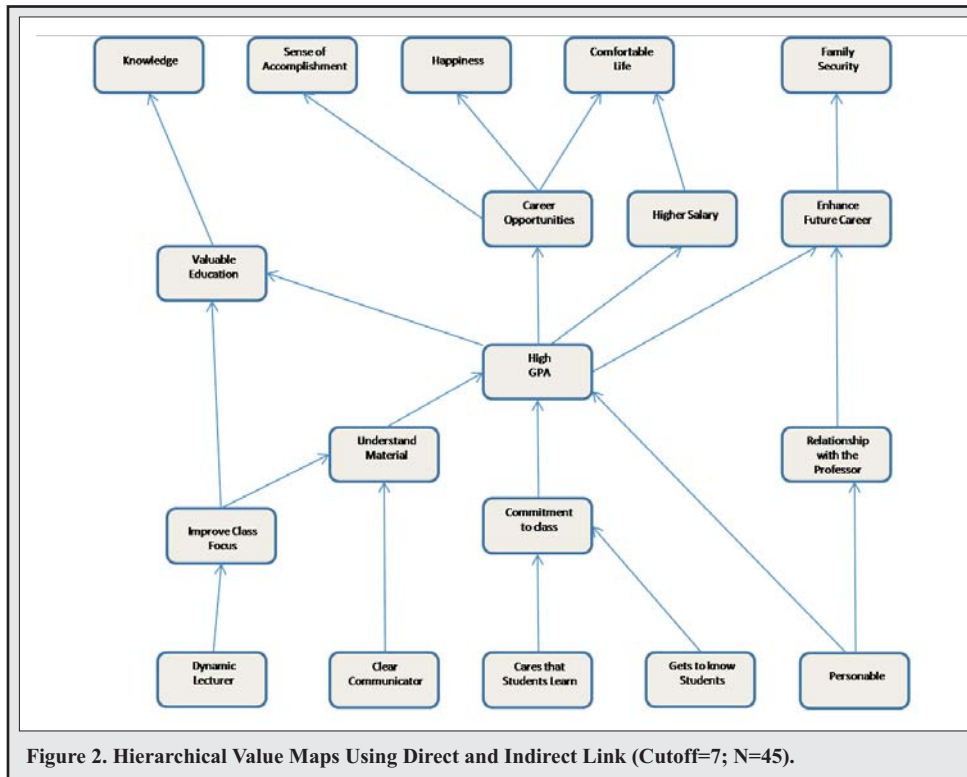 Knowledge
Sense of
Accomplishment
Happiness
Comfortable
Life
Family
Security
Career
Opportunities
Higher Salary
Enhance
Future Career
Valuable
Education
High
GPA
Understand
Material
Relationship
with the
Professor
Improve Class
Focus
Commitment
to class
Dynamic
Lecturer
Clear
Communicator
Cares that
Students Learn
Gets to know
Students
Personable
Figure 2. Hierarchical Value Maps Using Direct and Indirect Link (Cutoff=7; N=45).